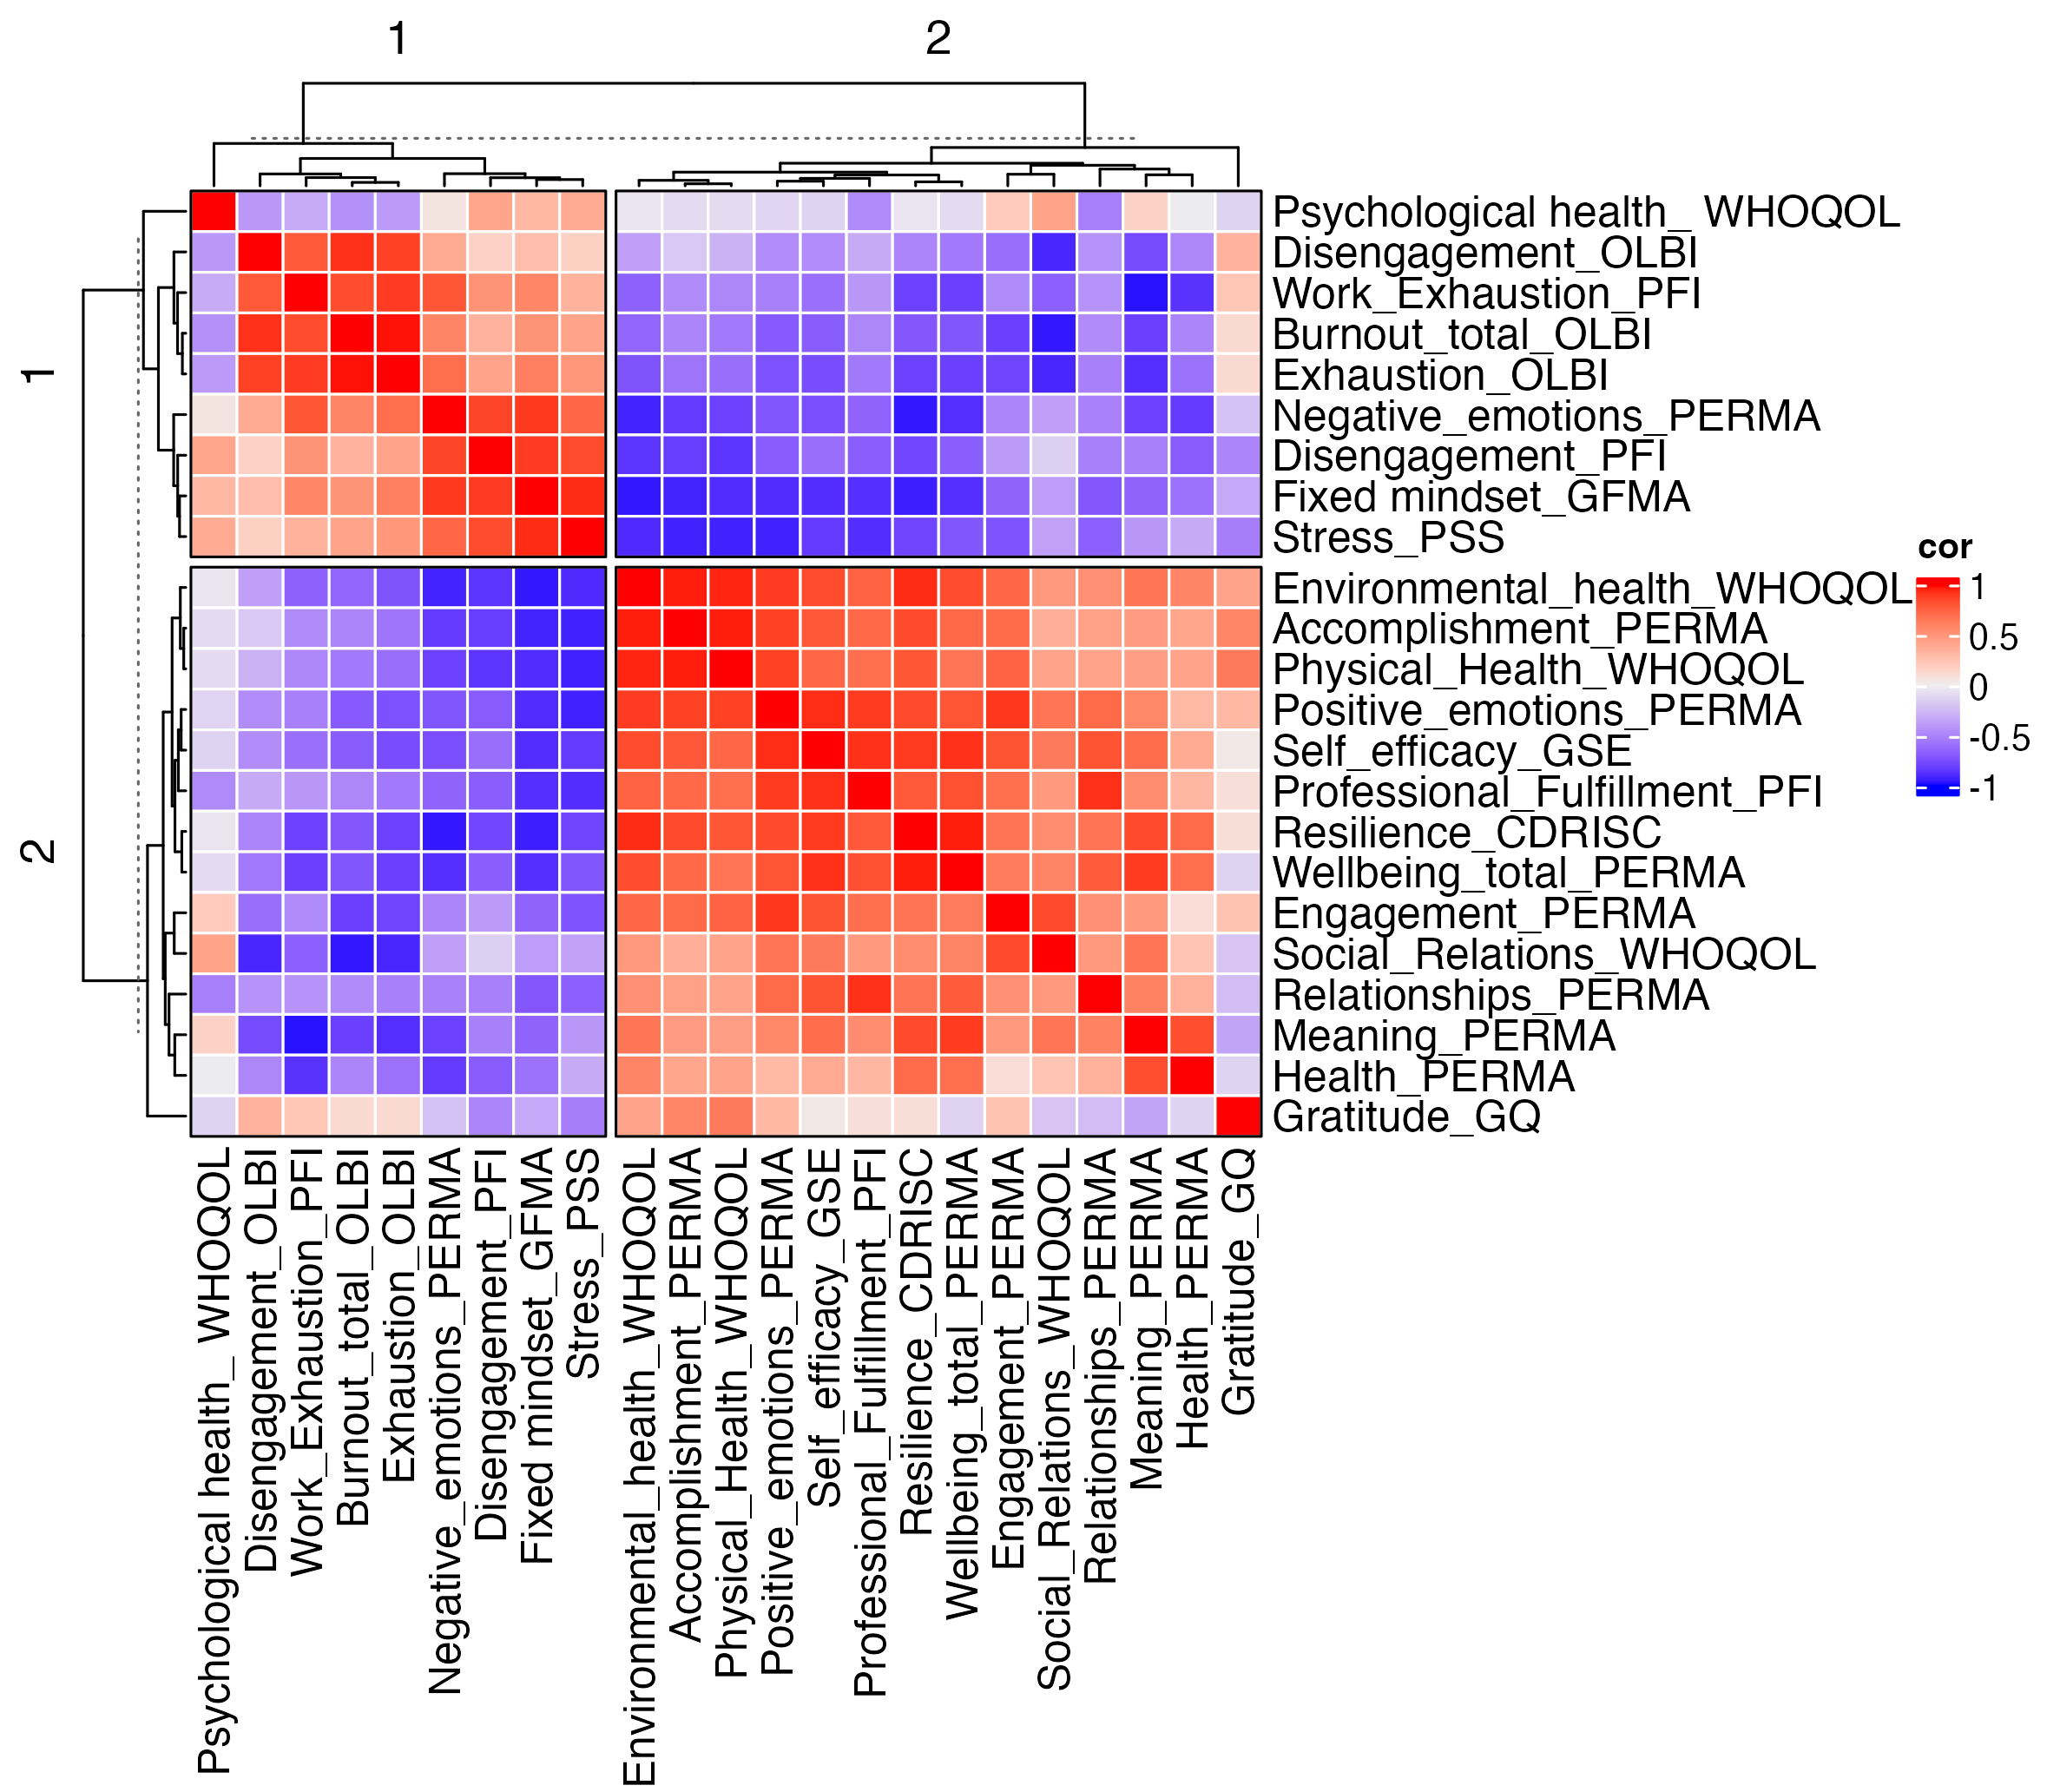 1
2
1
2
Psychological health_ WHOQOL
Disengagement_OLBI
Work_Exhaustion_PFI
Burnout_total_OLBI
Exhaustion_OLBI
Negative_emotions_PERMA
Disengagement_PFI
Fixed mindset_GFMA
Stress_PSS
Environmental_health_WHOQOL
Accomplishment_PERMA
Physical_Health_WHOQOL
Positive_emotions_PERMA
Self_efficacy_GSE
Professional_Fulfillment_PFI
Resilience_CDRISC
Wellbeing_total_PERMA
Engagement_PERMA
Social_Relations_WHOQOL
Relationships_PERMA
Meaning_PERMA
Health_PERMA
Gratitude_GQ
cor
1
0.5
0
-0.5
-1
Psychological health_ WHOQOL
Disengagement_OLBI
Work_Exhaustion_PFI
Burnout_total_OLBI
Exhaustion_OLBI
Negative_emotions_PERMA
Disengagement_PFI
Fixed mindset_GFMA
Stress_PSS
Environmental_health_WHOQOL
Accomplishment_PERMA
Physical_Health_WHOQOL
Positive_emotions_PERMA
Self_efficacy_GSE
Professional_Fulfillment_PFI
Resilience_CDRISC
Wellbeing_total_PERMA
Engagement_PERMA
Social_Relations_WHOQOL
Relationships_PERMA
Meaning_PERMA
Health_PERMA
Gratitude_GQ